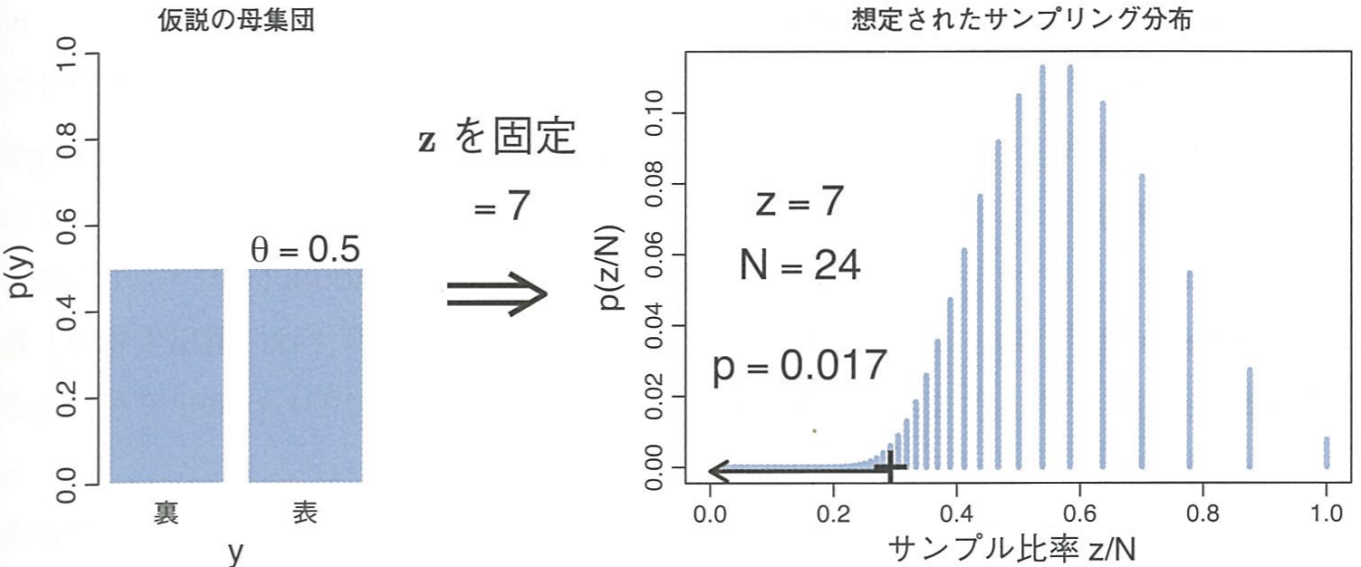 仮説の母集団
1.0
0.8
0.6
0.4
0.2
0.0
p(y)
θ = 0.5
裏
表
y
z を固定
= 7
想定されたサンプリング分布
0.10
0.08
0.06
0.04
0.02
0.00
p(z/N)
z = 7
N = 24
p = 0.017
0.0 0.2 0.4 0.6 0.8 1.0
サンプル比率 z/N